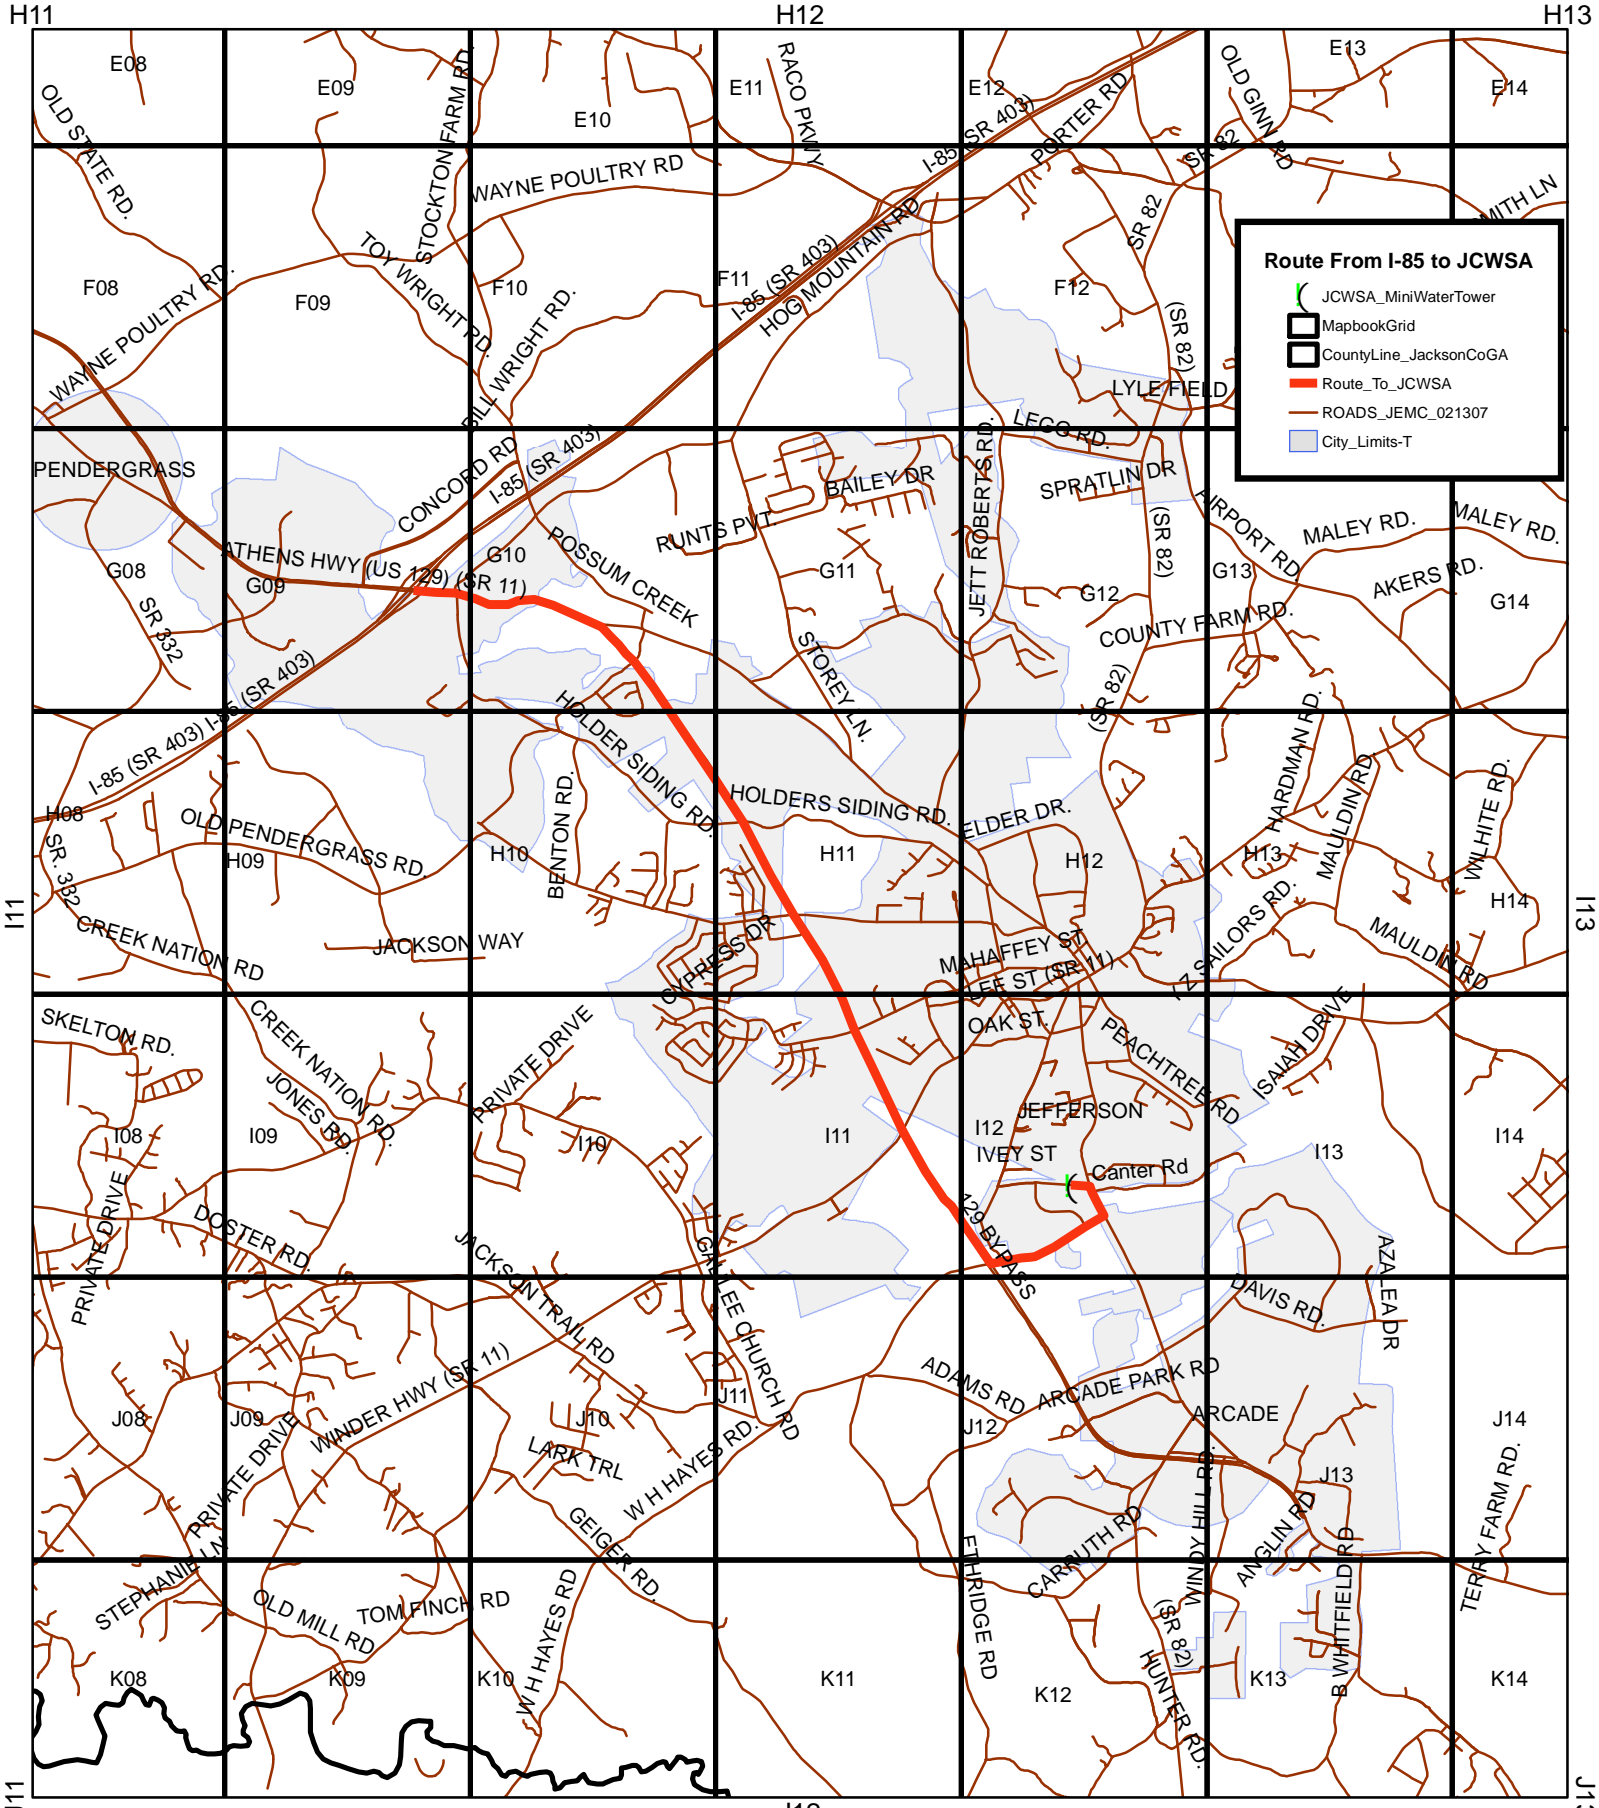 H11
H12
H13
E08
E09
E10
E11
E12
E13
E14
OLD STATE RD.
STOCKTON FARM RD.
RACO PKWY
I-85 (SR 403)
PORTER RD
OLD GINN RD
SR 82
WAYNE POULTRY RD
SMITH LN
SR 82
Route From I-85 to JCWSA
JCWSA_MiniWaterTower
MapbookGrid
CountyLine_JacksonCoGA
Route_To_JCWSA
ROADS_JEMC_021307
City_Limits-T
F08
F09
F10
F11
F12
WAYNE POULTRY RD.
TOY WRIGHT RD.
BILL WRIGHT RD.
I-85 (SR 403)
HOG MOUNTAIN RD
(SR 82)
LYLE FIELD
LEGG RD.
PENDERGRASS
CONCORD RD
I-85 (SR 403)
RUNTS PVT.
BAILEY DR
JETT ROBERTS RD.
SPRATLIN DR
(SR 82)
AIRPORT RD
MALEY RD.
MALEY RD.
ATHENS HWY (US 129) (SR 11)
POSSUM CREEK
G08
G09
G10
G11
G12
G13
G14
AKERS RD.
COUNTY FARM RD.
SR 332
I-85 (SR 403)
I-85 (SR 403)
STOREY LN.
(SR 82)
HOLDER SIDING RD.
HOLDERS SIDING RD.
ELDER DR.
HARDMAN RD.
MAULDIN RD.
WILHITE RD.
H08
H09
H10
H11
H12
H13
H14
OLD PENDERGRASS RD.
BENTON RD.
SR. 332
I11
I13
CREEK NATION RD
JACKSON WAY
CYPRESS DR
MAHAFFEY ST
LEE ST (SR 11)
J Z SAILORS RD.
MAULDIN RD
SKELTON RD.
CREEK NATION RD.
JONES RD.
PRIVATE DRIVE
OAK ST.
PEACHTREE RD
ISAIAH DRIVE
JEFFERSON
I08
I09
I10
I11
I12
I13
I14
IVEY ST
Canter Rd
PRIVATE DRIVE
DOSTER RD.
JACKSON TRAIL RD
GALILEE CHURCH RD
129 BYPASS
DAVIS RD.
AZALEA DR
WINDER HWY (SR 11)
ADAMS RD
ARCADE PARK RD
ARCADE
J08
J09
J10
J11
J12
J13
J14
PRIVATE DRIVE
LARK TRL
W H HAYES RD.
GEIGER RD.
CARRUTH RD
WINDY HILL RD.
ANGLIN RD
B WHITFIELD RD
TERRY FARM RD.
STEPHANIE LN
OLD MILL RD
TOM FINCH RD
W H HAYES RD
ETHRIDGE RD
(SR 82)
HUNTER RD.
K08
K09
K10
K11
K12
K13
K14
J11
J13